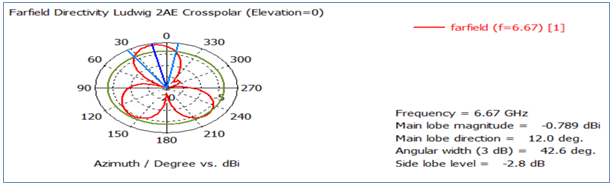 Farfield Directivity Ludwig 2AE Crosspolar (Elevation=0)
farfield (f=6.67) [1]
0
30
330
60
300
90
-20
-5
270
120
240
150
210
180
Azimuth / Degree vs. dBi
Frequency = 6.67 GHz
Main lobe magnitude = -0.789 dBi
Main lobe direction = 12.0 deg.
Angular width (3 dB) = 42.6 deg.
Side lobe level = -2.8 dB